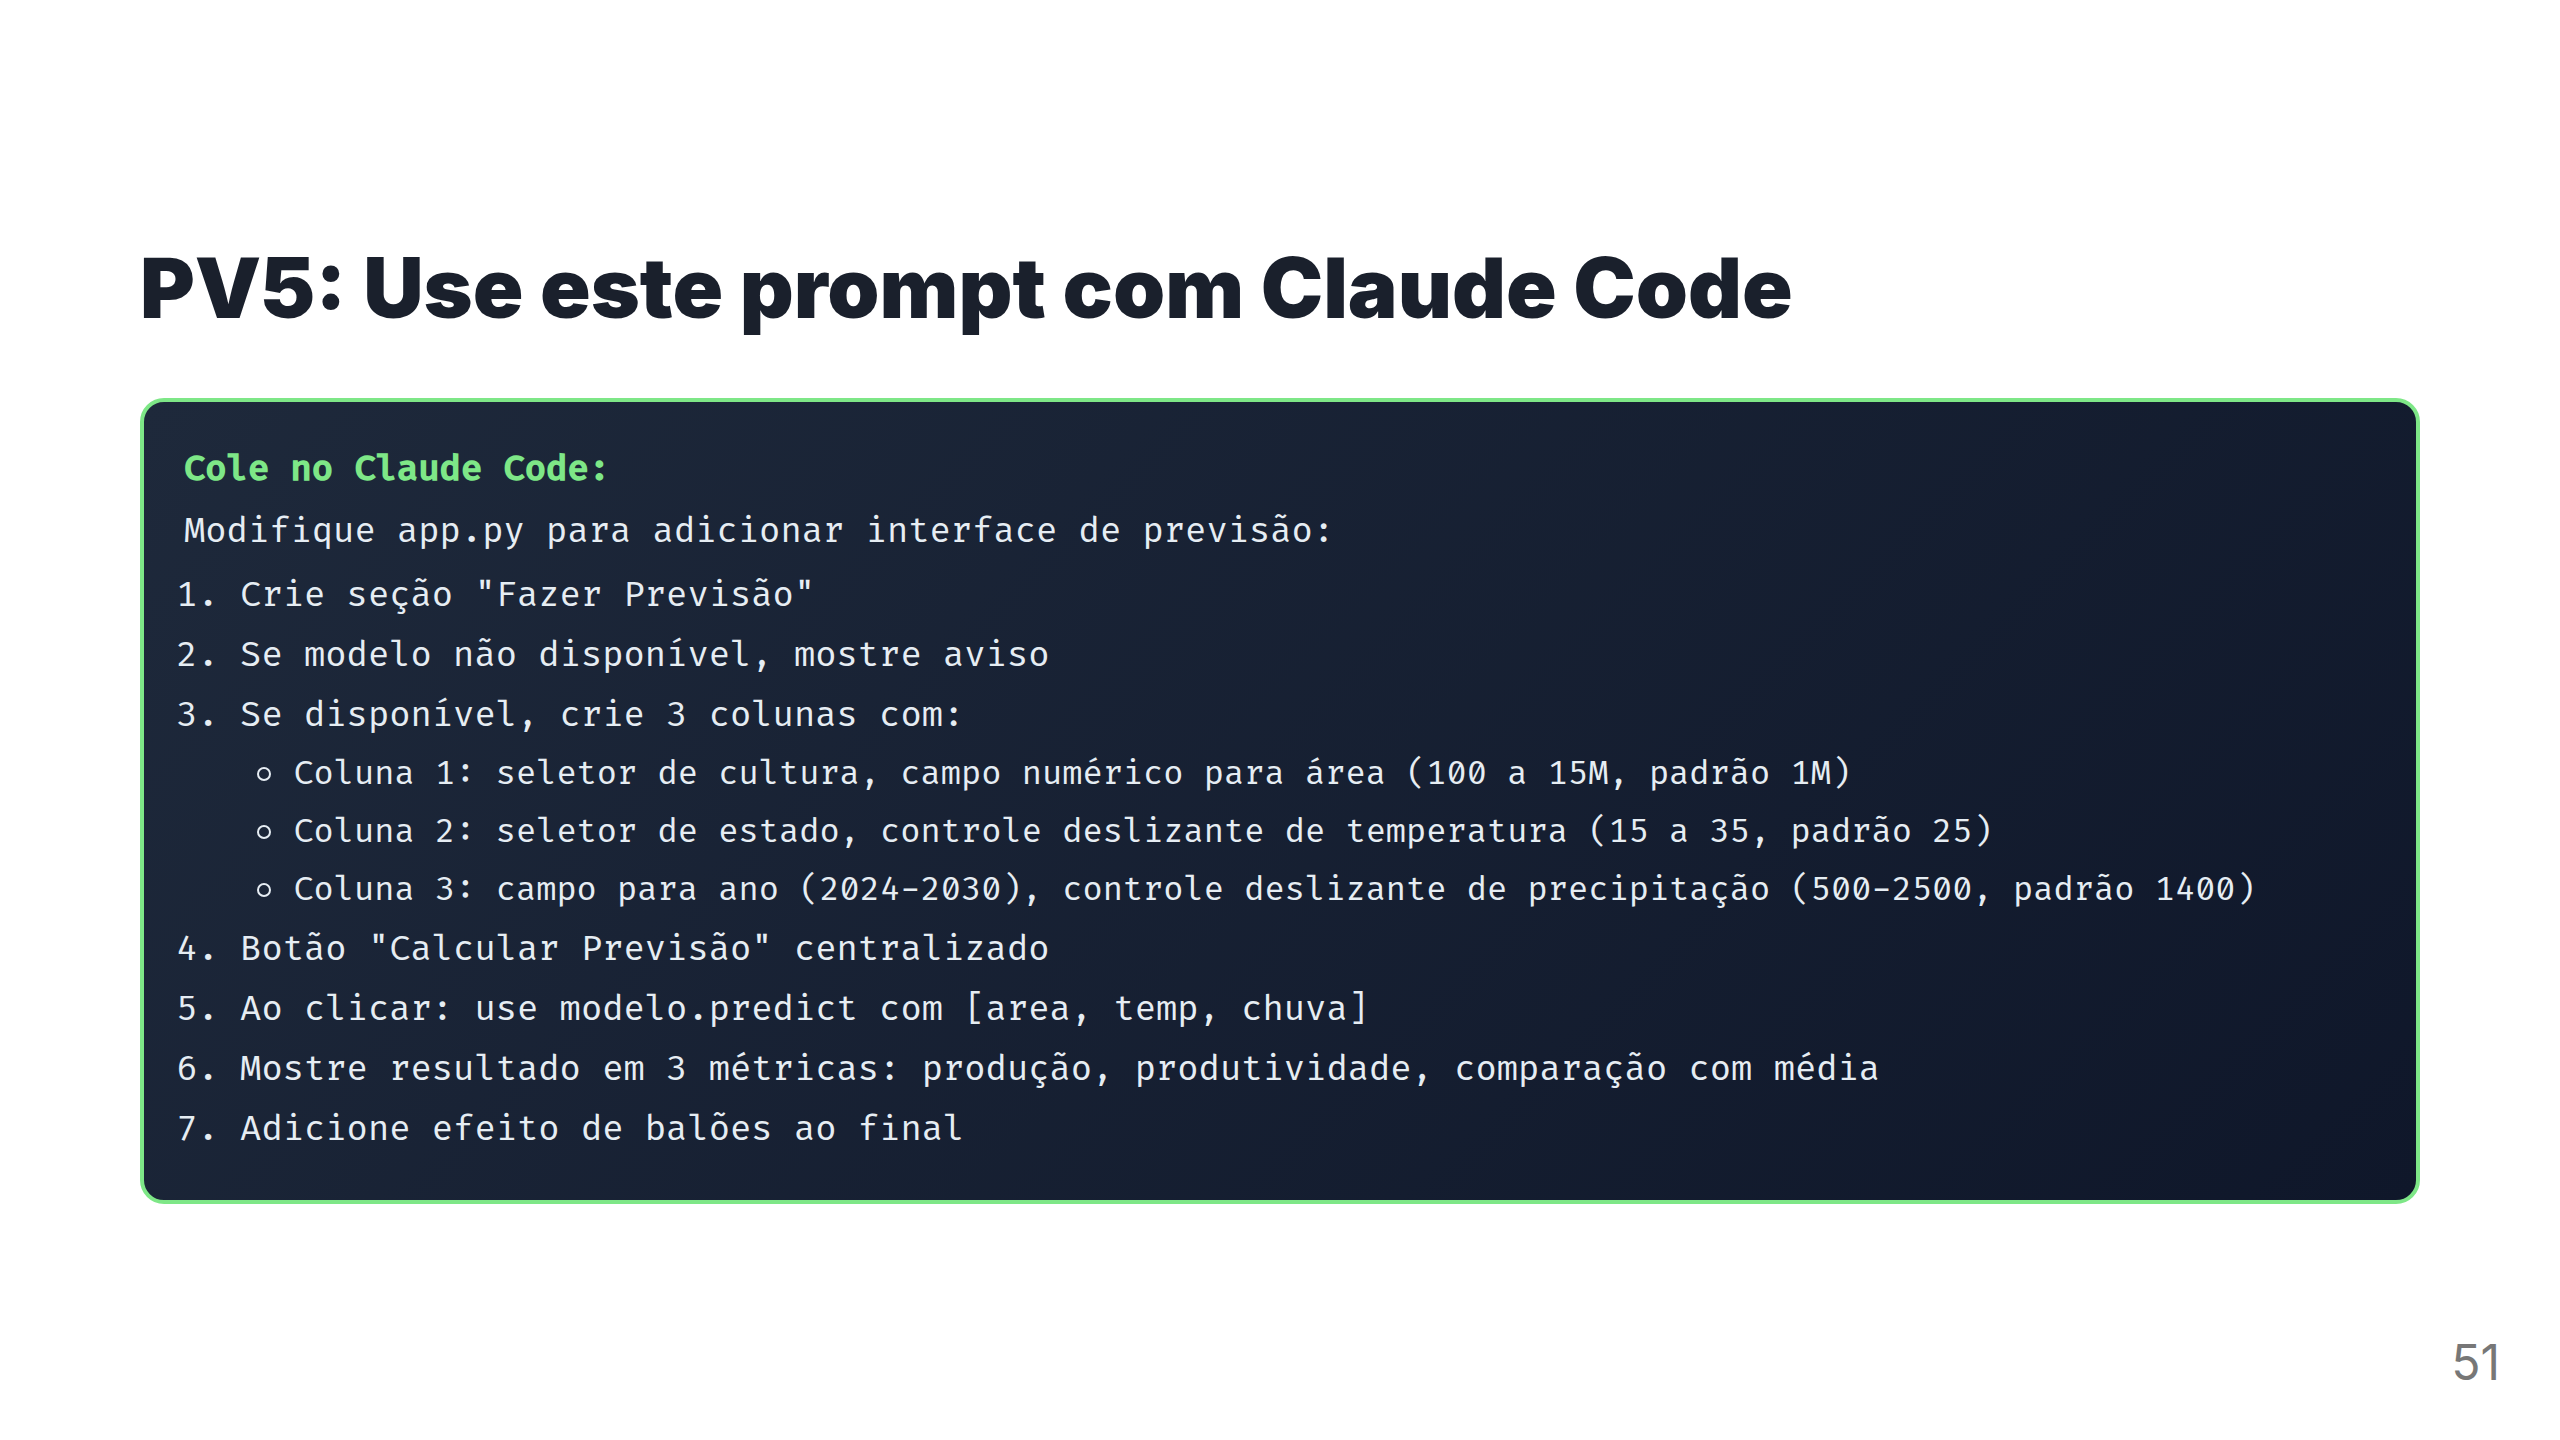 PV5: Use este prompt com Claude Code
Cole no Claude Code:
Modifique app.py para adicionar interface de previsão:
1. Crie seção "Fazer Previsão"
2. Se modelo não disponível, mostre aviso
3. Se disponível, crie 3 colunas com:
○ Coluna 1: seletor de cultura, campo numérico para área (100 a 15M, padrão 1M)
○ Coluna 2: seletor de estado, controle deslizante de temperatura (15 a 35, padrão 25)
○ Coluna 3: campo para ano (2024-2030), controle deslizante de precipitação (500-2500, padrão 1400)
4. Botão "Calcular Previsão" centralizado
5. Ao clicar: use modelo.predict com [area, temp, chuva]
6. Mostre resultado em 3 métricas: produção, produtividade, comparação com média
7. Adicione efeito de balões ao final
51